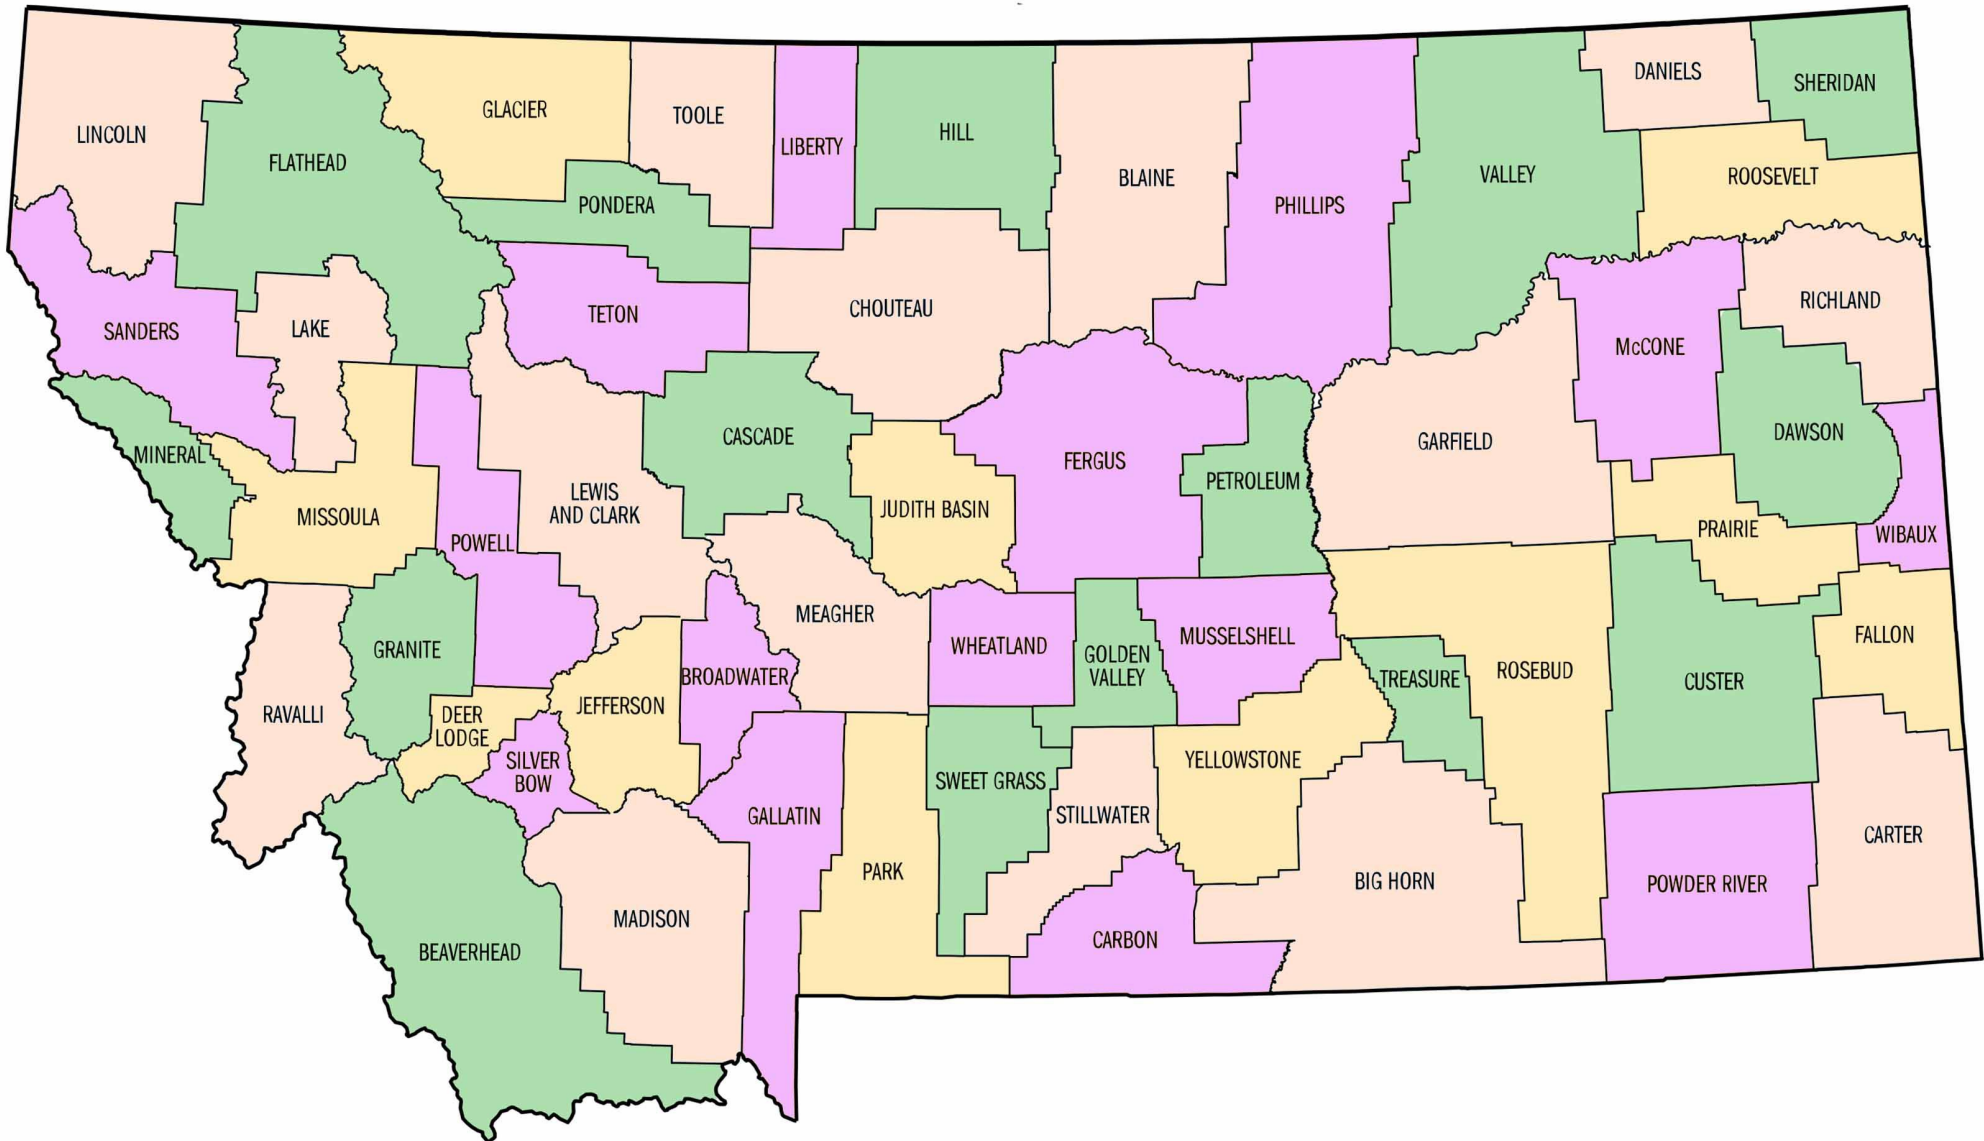 DANIELS
SHERIDAN
GLACIER
TOOLE
LINCOLN
HILL
LIBERTY
FLATHEAD
BLAINE
VALLEY
ROOSEVELT
PONDERA
PHILLIPS
RICHLAND
CHOUTEAU
TETON
LAKE
SANDERS
McCONE
CASCADE
DAWSON
GARFIELD
MINERAL
FERGUS
PETROLEUM
LEWIS
AND CLARK
JUDITH BASIN
MISSOULA
PRAIRIE
WIBAUX
POWELL
MEAGHER
FALLON
MUSSELSHELL
WHEATLAND
GRANITE
GOLDEN
VALLEY
ROSEBUD
BROADWATER
TREASURE
CUSTER
JEFFERSON
RAVALLI
DEER
LODGE
YELLOWSTONE
SILVER
BOW
SWEET GRASS
GALLATIN
STILLWATER
CARTER
PARK
BIG HORN
POWDER RIVER
MADISON
CARBON
BEAVERHEAD